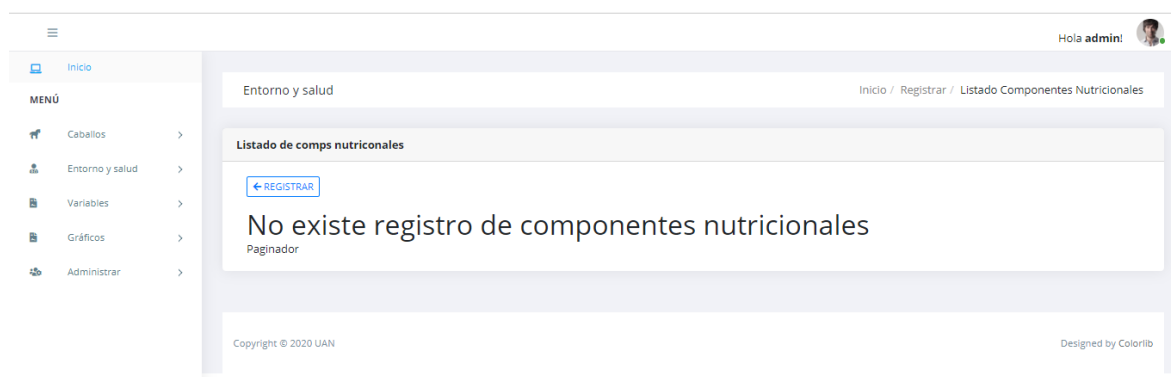 Hola admin!
Inicio
MENÚ
Caballos
Entorno y salud
Variables
Gráficos
Administrar
Entorno y salud
Inicio / Registrar / Listado Componentes Nutricionales
Listado de comps nutriconales
REGISTRAR
No existe registro de componentes nutricionales
Paginador
Copyright © 2020 UAN
Designed by Colorlib